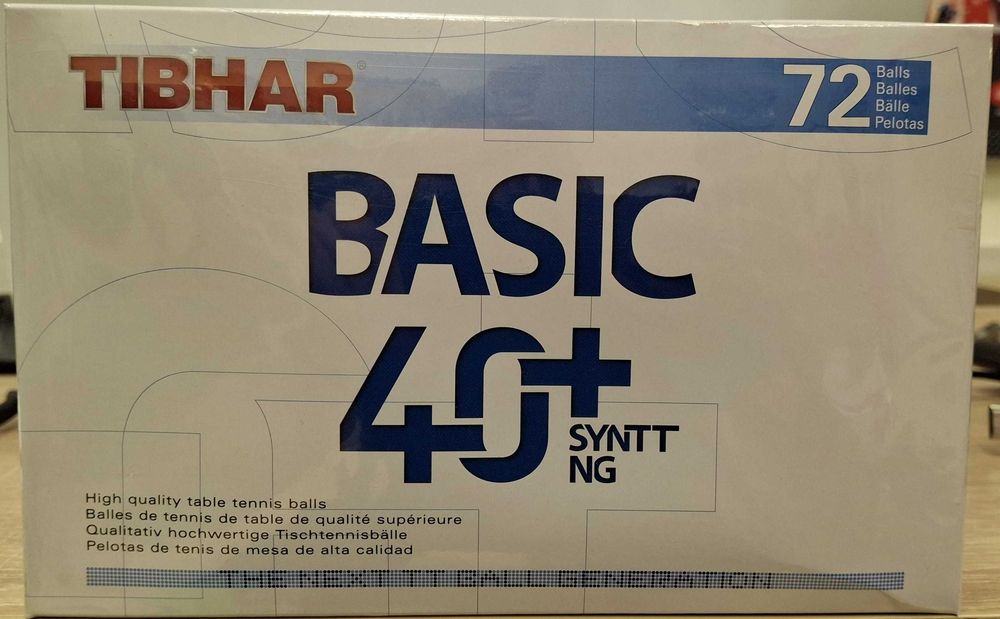 TIBHAR®
72
Balls
Balles
Bälle
Pelotas
BASIC
40+
SYNTT
NG
High quality table tennis balls
Balles de tennis de table de qualité supérieure
Qualitativ hochwertige Tischtennisbälle
Pelotas de tenis de mesa de alta calidad
THE NEXT TT BALL GENERATION